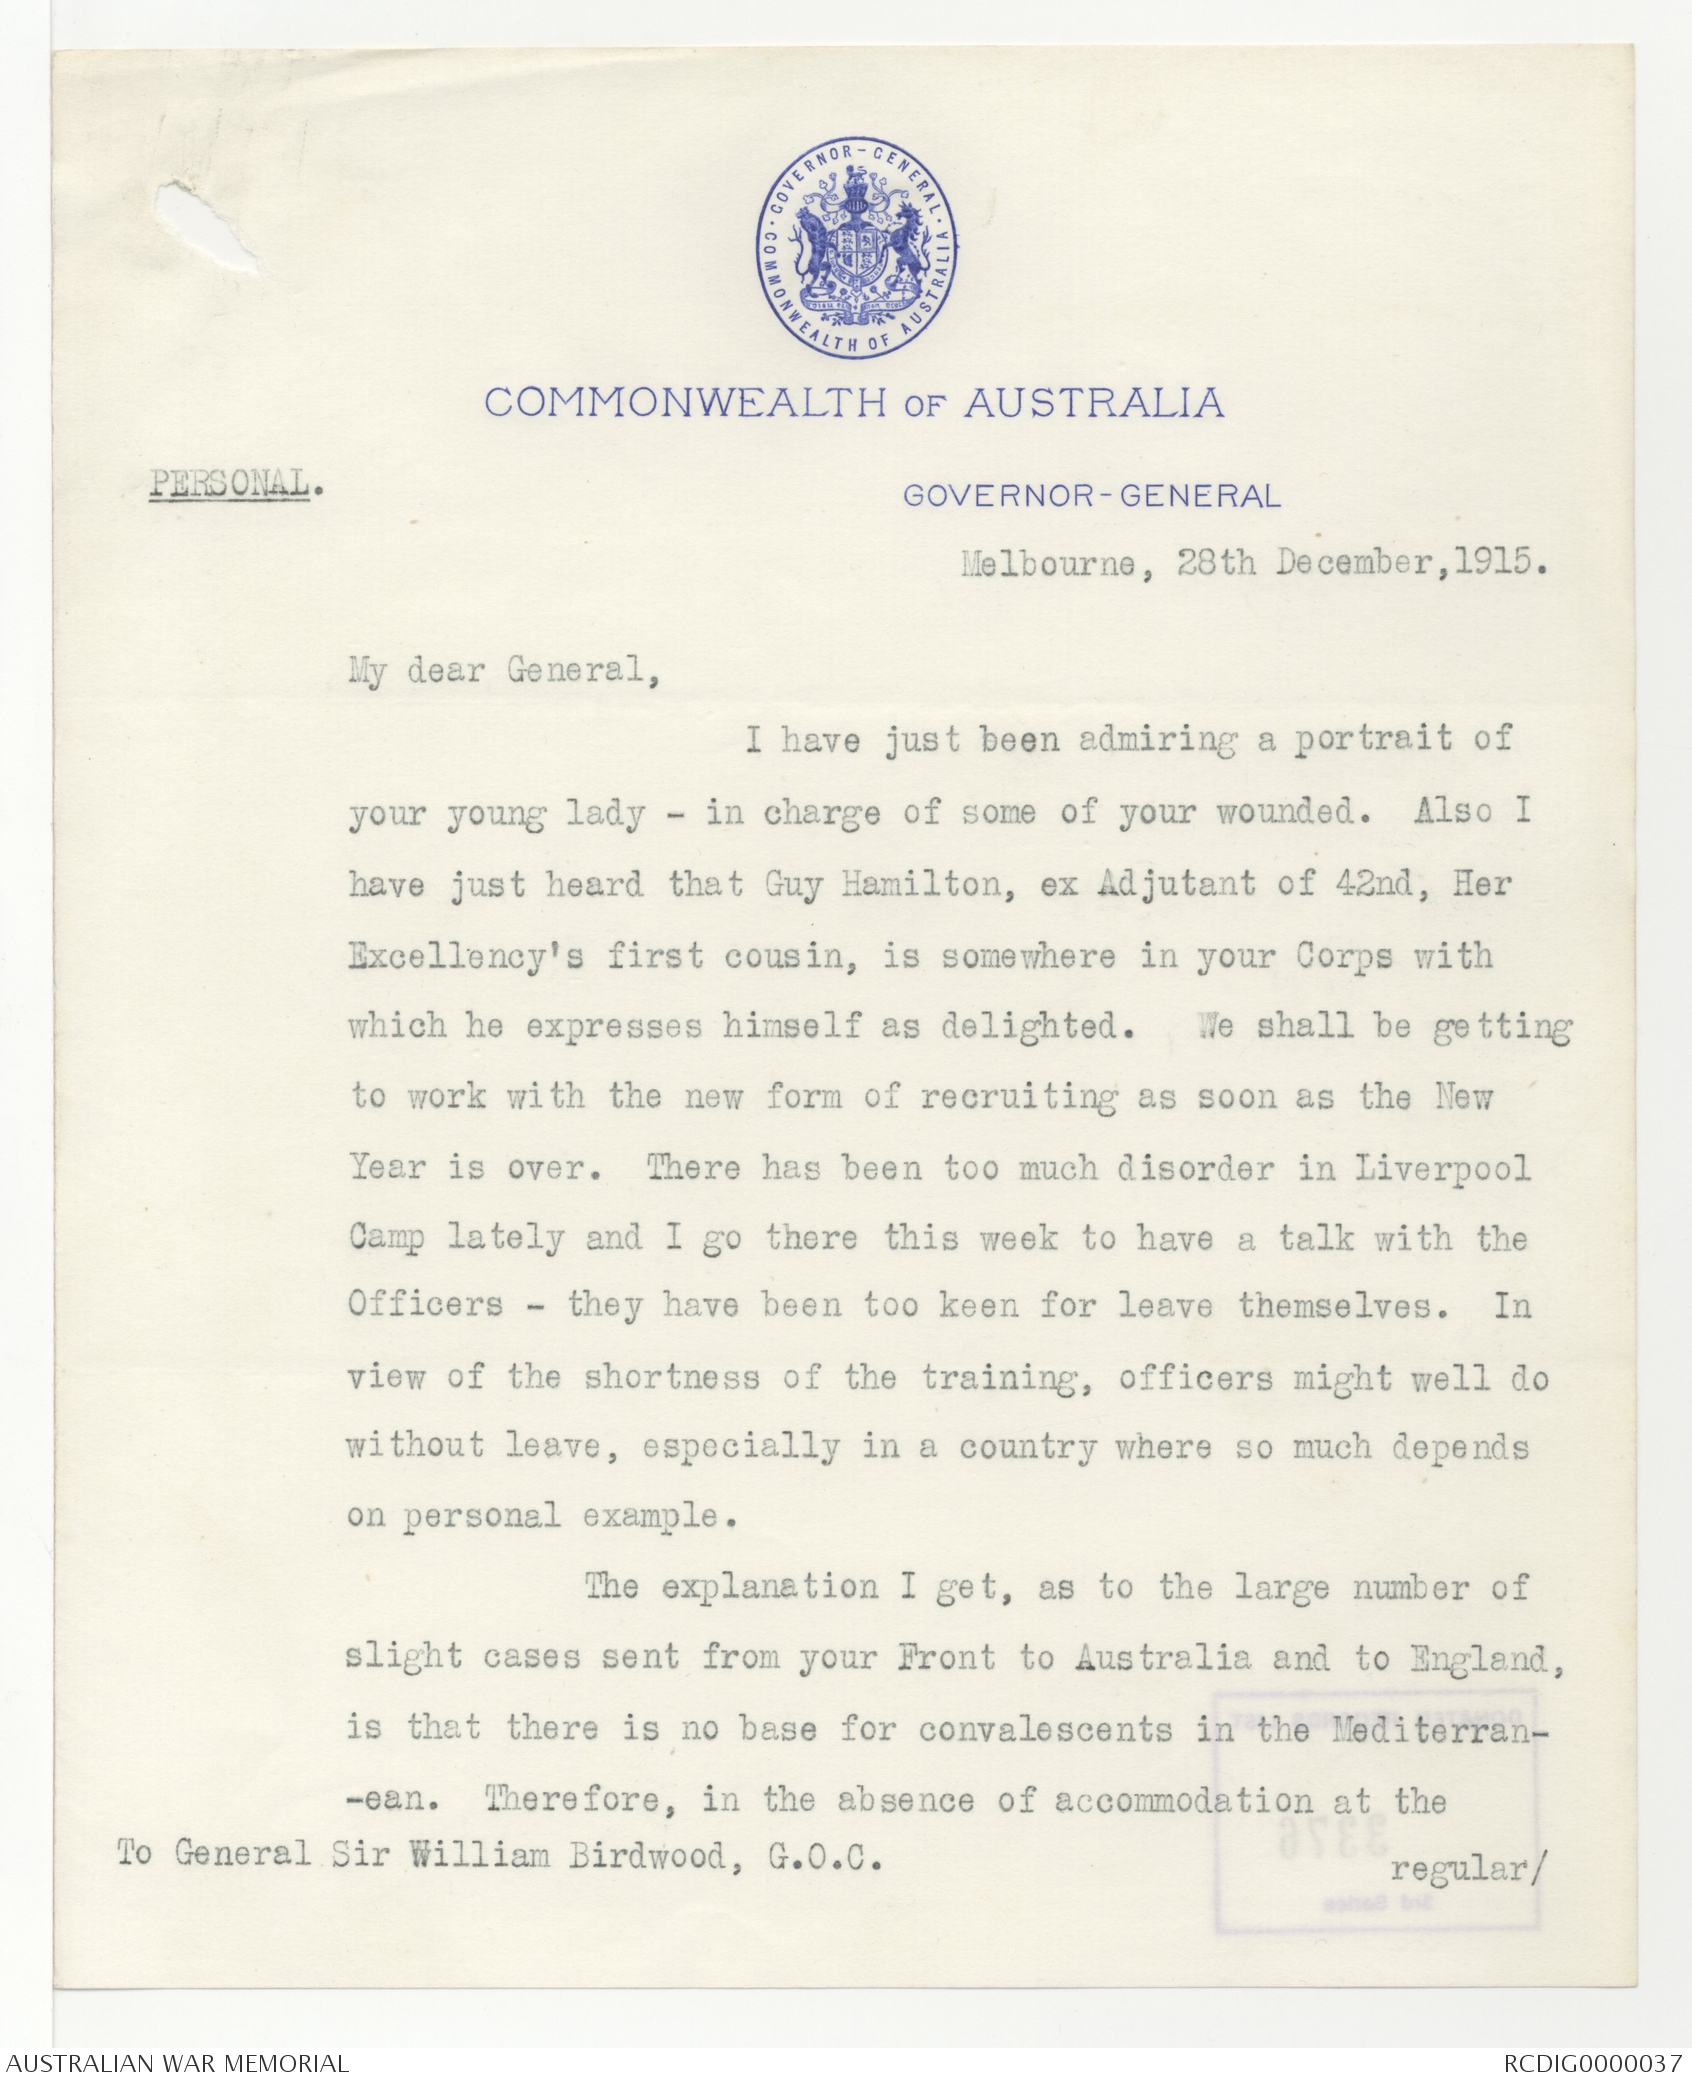 GOVERNOR-GENERAL · COMMONWEALTH OF AUSTRALIA ·
COMMONWEALTH OF AUSTRALIA
PERSONAL.
GOVERNOR-GENERAL
Melbourne, 28th December,1915.
My dear General,
I have just been admiring a portrait of
your young lady - in charge of some of your wounded. Also I
have just heard that Guy Hamilton, ex Adjutant of 42nd, Her
Excellency's first cousin, is somewhere in your Corps with
which he expresses himself as delighted. We shall be getting
to work with the new form of recruiting as soon as the New
Year is over. There has been too much disorder in Liverpool
Camp lately and I go there this week to have a talk with the
Officers - they have been too keen for leave themselves. In
view of the shortness of the training, officers might well do
without leave, especially in a country where so much depends
on personal example.
The explanation I get, as to the large number of
slight cases sent from your Front to Australia and to England,
is that there is no base for convalescents in the Mediterran-
-ean. Therefore, in the absence of accommodation at the
To General Sir William Birdwood, G.O.C.
regular/
3376
3rd Series
AUSTRALIAN WAR MEMORIAL
RCDIG0000037